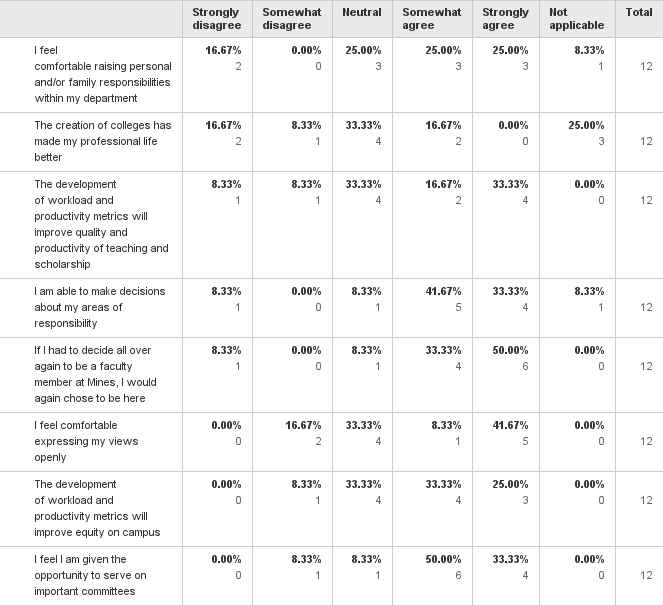 Strongly disagree Somewhat disagree Neutral Somewhat agree Strongly agree Not applicable Total
I feel 16.67% 0.00% 25.00% 25.00% 25.00% 8.33%
comfortable raising personal 2 0 3 3 3 1 12
and/or family responsibilities
within my department
The creation of colleges has 16.67% 8.33% 33.33% 16.67% 0.00% 25.00%
made my professional life 2 1 4 2 0 3 12
better
The development 8.33% 8.33% 33.33% 16.67% 33.33% 0.00%
of workload and 1 1 4 2 4 0 12
productivity metrics will
improve quality and
productivity of teaching and
scholarship
I am able to make decisions 8.33% 0.00% 8.33% 41.67% 33.33% 8.33%
about my areas of 1 0 1 5 4 1 12
responsibility
If I had to decide all over 8.33% 0.00% 8.33% 33.33% 50.00% 0.00%
again to be a faculty 1 0 1 4 6 0 12
member at Mines, I would
again chose to be here
I feel comfortable 0.00% 16.67% 33.33% 8.33% 41.67% 0.00%
expressing my views 0 2 4 1 5 0 12
openly
The development 0.00% 8.33% 33.33% 33.33% 25.00% 0.00%
of workload and 0 1 4 4 3 0 12
productivity metrics will
improve equity on campus
I feel I am given the 0.00% 8.33% 8.33% 50.00% 33.33% 0.00%
opportunity to serve on 0 1 1 6 4 0 12
important committees